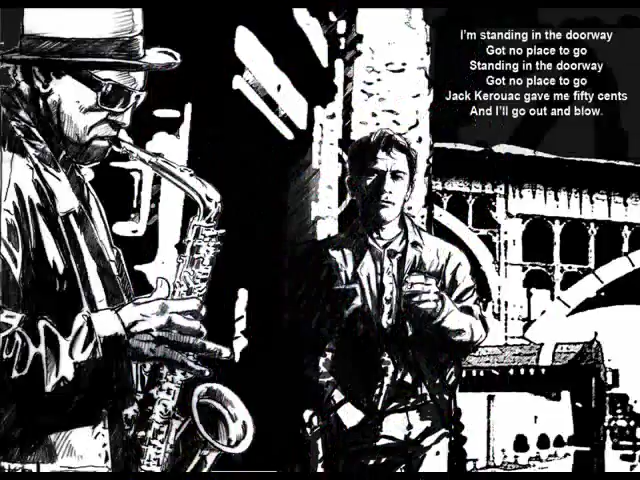 I'm standing in the doorway
Got no place to go
Standing in the doorway
Got no place to go
Jack Kerouac gave me fifty cents
And I'll go out and blow.